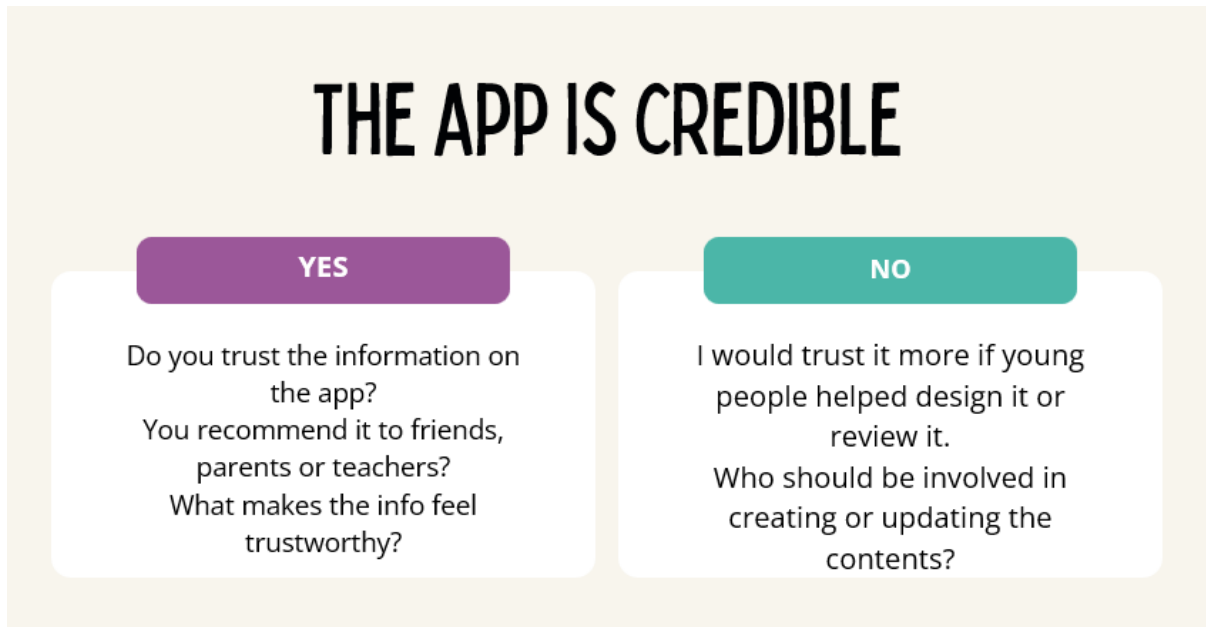 THE APP IS CREDIBLE
YES
Do you trust the information on
the app?
You recommend it to friends,
parents or teachers?
What makes the info feel
trustworthy?
NO
I would trust it more if young
people helped design it or
review it.
Who should be involved in
creating or updating the
contents?